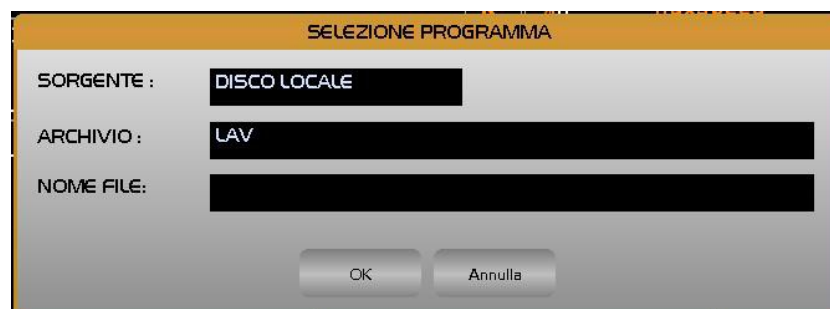 SELEZIONE PROGRAMMA
SORGENTE : DISCO LOCALE
ARCHIVIO : LAV
NOME FILE:
OK Annulla